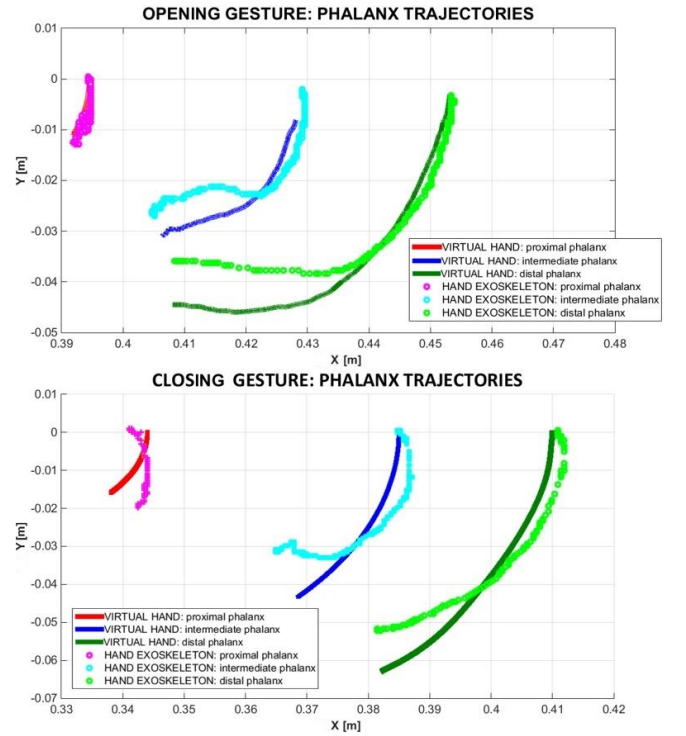 OPENING GESTURE: PHALANX TRAJECTORIES
0.01
0
-0.01
-0.02
-0.03
-0.04
-0.05
Y [m]
VIRTUAL HAND: proximal phalanx
VIRTUAL HAND: intermediate phalanx
VIRTUAL HAND: distal phalanx
HAND EXOSKELETON: proximal phalanx
HAND EXOSKELETON: intermediate phalanx
HAND EXOSKELETON: distal phalanx
0.39 0.4 0.41 0.42 0.43 0.44 0.45 0.46 0.47 0.48
X [m]
CLOSING GESTURE: PHALANX TRAJECTORIES
0.01
0
-0.01
-0.02
-0.03
-0.04
-0.05
-0.06
-0.07
Y [m]
VIRTUAL HAND: proximal phalanx
VIRTUAL HAND: intermediate phalanx
VIRTUAL HAND: distal phalanx
HAND EXOSKELETON: proximal phalanx
HAND EXOSKELETON: intermediate phalanx
HAND EXOSKELETON: distal phalanx
0.33 0.34 0.35 0.36 0.37 0.38 0.39 0.4 0.41 0.42
X [m]